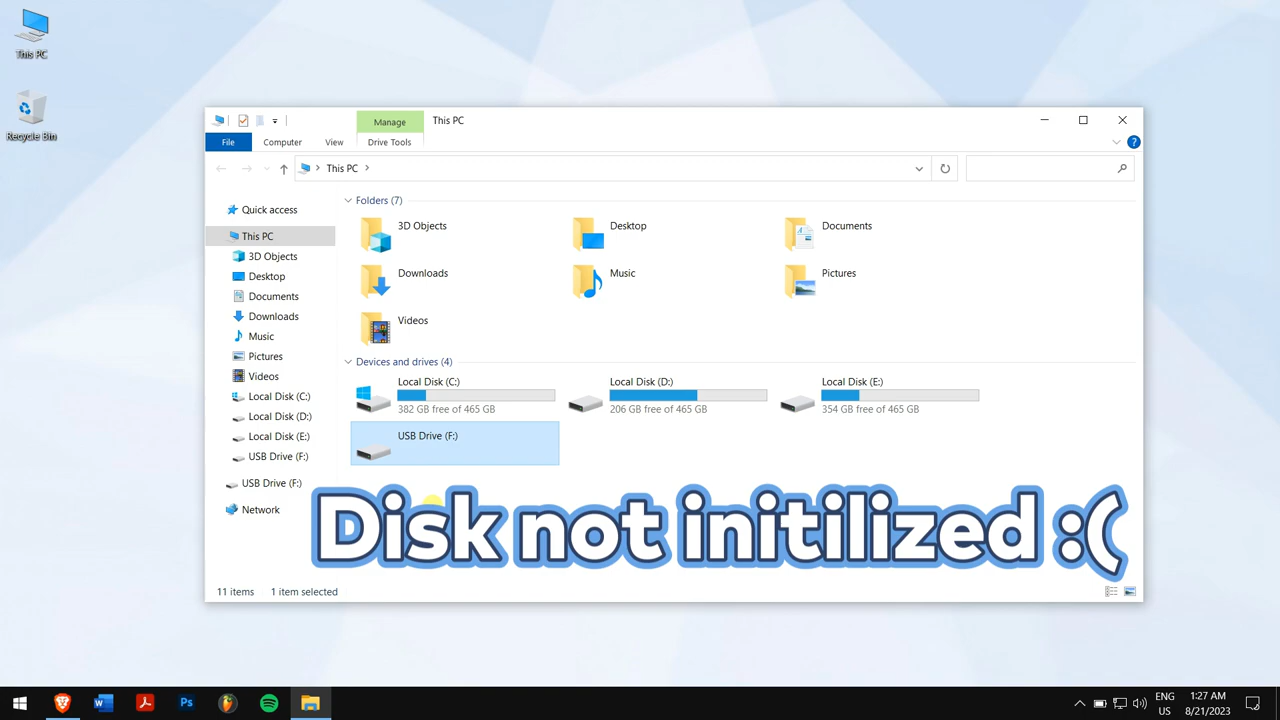 This PC
Recycle Bin
Manage
This PC
File
Computer
View
Drive Tools
This PC
Quick access
This PC
3D Objects
Desktop
Documents
Downloads
Music
Pictures
Videos
Local Disk (C:)
Local Disk (D:)
Local Disk (E:)
USB Drive (F:)
USB Drive (F:)
Network
Folders (7)
3D Objects
Desktop
Documents
Downloads
Music
Pictures
Videos
Devices and drives (4)
Local Disk (C:)
382 GB free of 465 GB
Local Disk (D:)
206 GB free of 465 GB
Local Disk (E:)
354 GB free of 465 GB
USB Drive (F:)
Disk not initilized :(
11 items
1 item selected
W
Ps
ENG
US
1:27 AM
8/21/2023